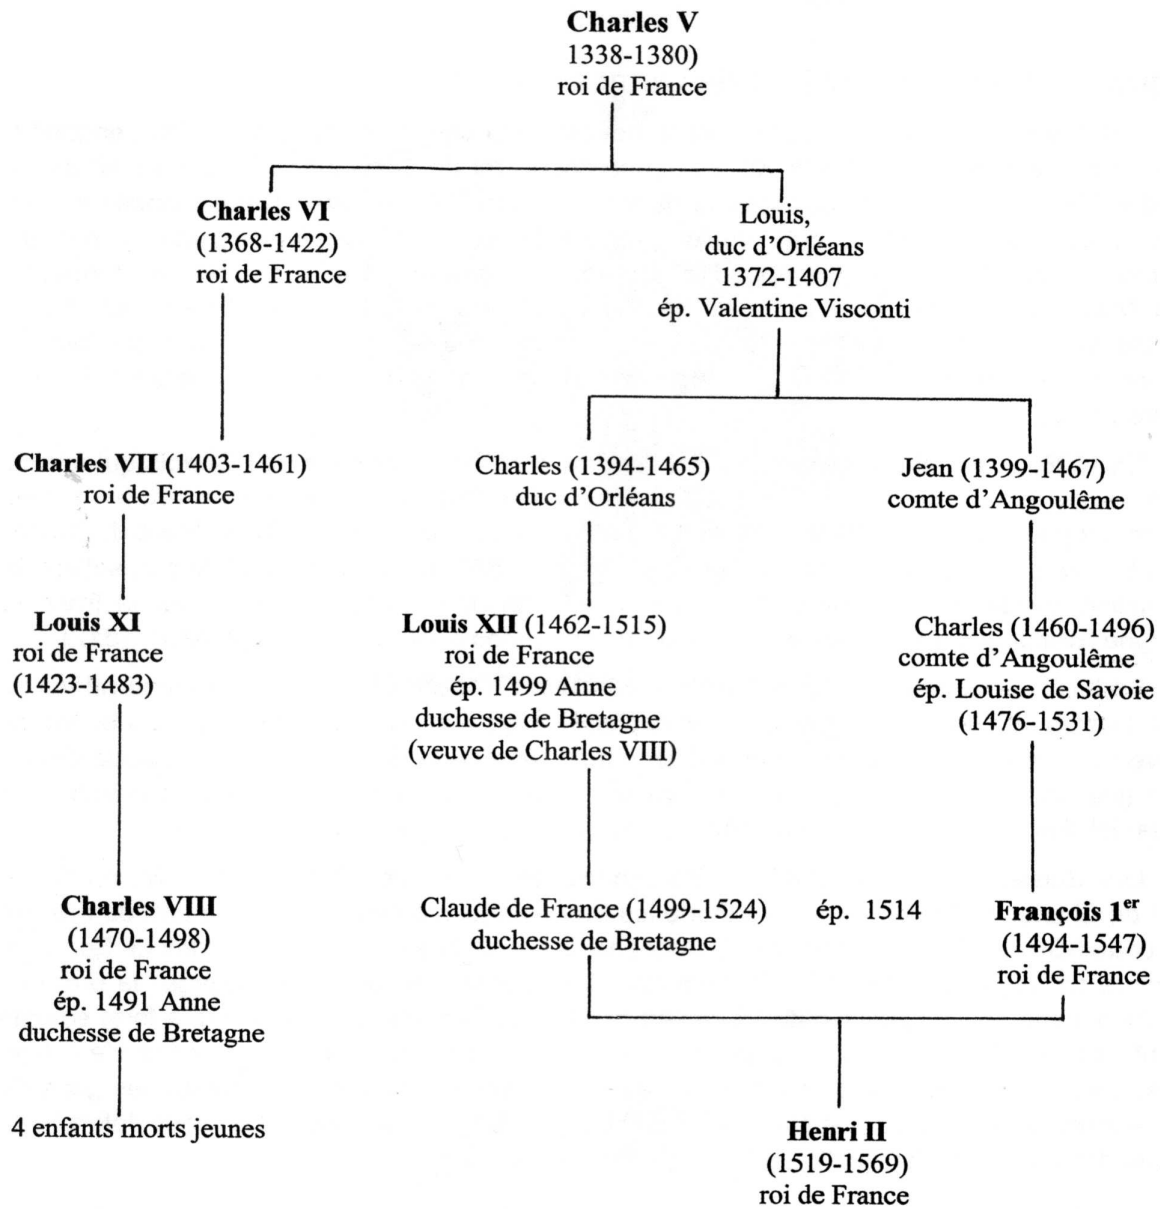 Charles V
1338-1380)
roi de France
Charles VI
(1368-1422)
roi de France
Louis,
duc d'Orléans
1372-1407
ép. Valentine Visconti
Charles VII (1403-1461)
roi de France
Charles (1394-1465)
duc d'Orléans
Jean (1399-1467)
comte d'Angoulême
Louis XI
roi de France
(1423-1483)
Louis XII (1462-1515)
roi de France
ép. 1499 Anne
duchesse de Bretagne
(veuve de Charles VIII)
Charles (1460-1496)
comte d'Angoulême
ép. Louise de Savoie
(1476-1531)
Charles VIII
(1470-1498)
roi de France
ép. 1491 Anne
duchesse de Bretagne
Claude de France (1499-1524)
duchesse de Bretagne
ép. 1514
François 1er
(1494-1547)
roi de France
4 enfants morts jeunes
Henri II
(1519-1569)
roi de France